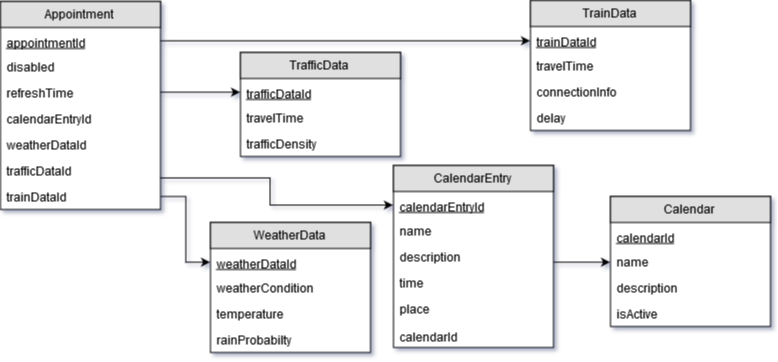 Appointment
appointmentId
disabled
refreshTime
calendarEntryId
weatherDataId
trafficDataId
trainDataId
TrafficData
trafficDataId
travelTime
trafficDensity
TrainData
trainDataId
travelTime
connectionInfo
delay
WeatherData
weatherDataId
weatherCondition
temperature
rainProbabilty
CalendarEntry
calendarEntryId
name
description
time
place
calendarId
Calendar
calendarId
name
description
isActive